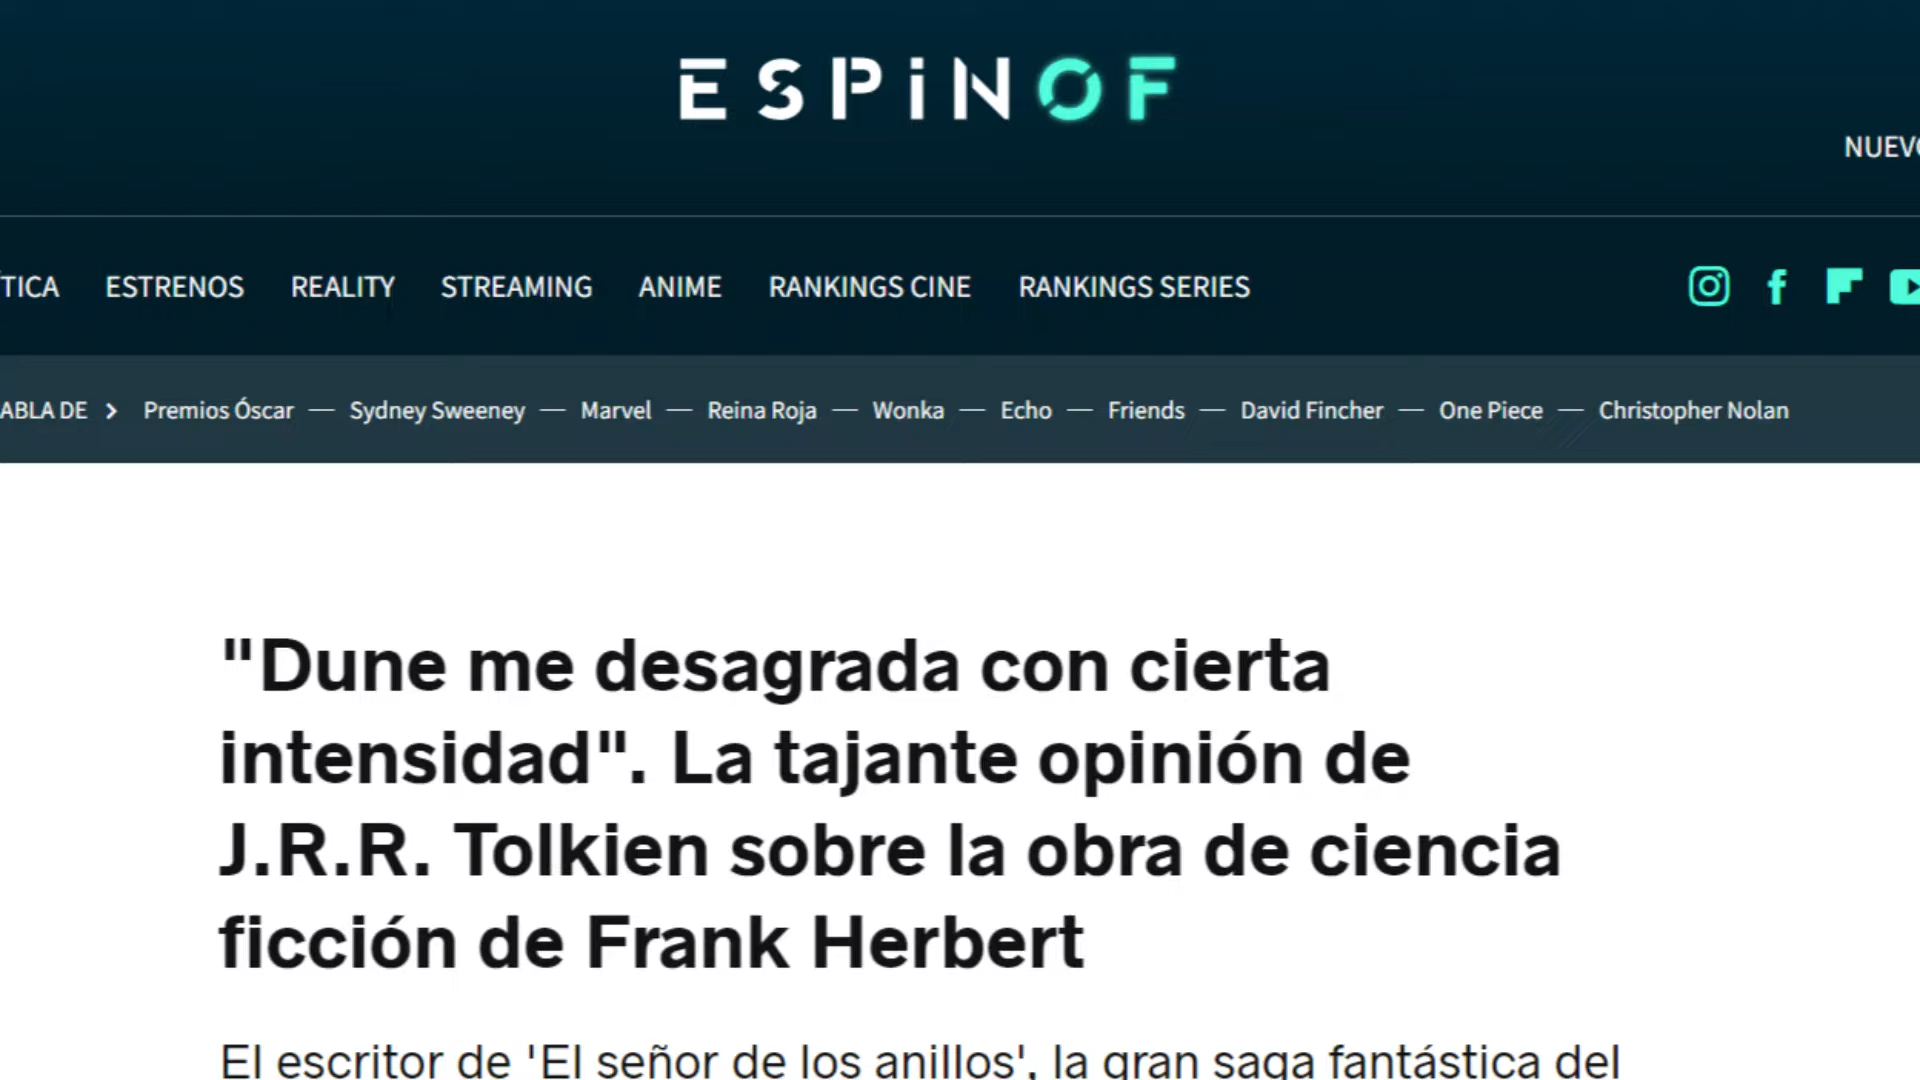 ESPiNOF
NUEVO
TICA ESTRENOS REALITY STREAMING ANIME RANKINGS CINE RANKINGS SERIES
ABLA DE > Premios Óscar — Sydney Sweeney — Marvel — Reina Roja — Wonka — Echo — Friends — David Fincher — One Piece — Christopher Nolan
"Dune me desagrada con cierta
intensidad". La tajante opinión de
J.R.R. Tolkien sobre la obra de ciencia
ficción de Frank Herbert
El escritor de 'El señor de los anillos', la gran saga fantástica del